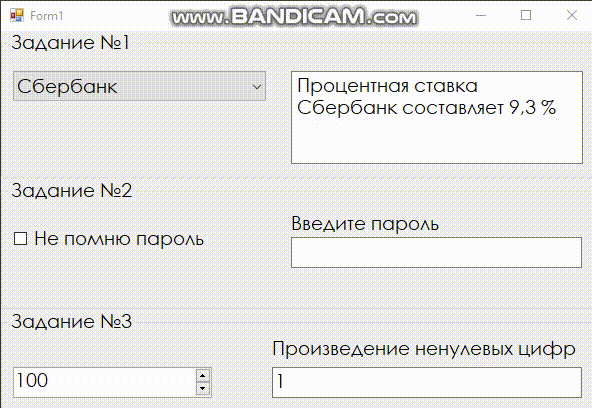 Form1
www.BANDICAM.com
Задание №1
Сбербанк
Процентная ставка
Сбербанк составляет 9,3 %
Задание №2
Не помню пароль
Введите пароль
Задание №3
Произведение ненулевых цифр
100
1